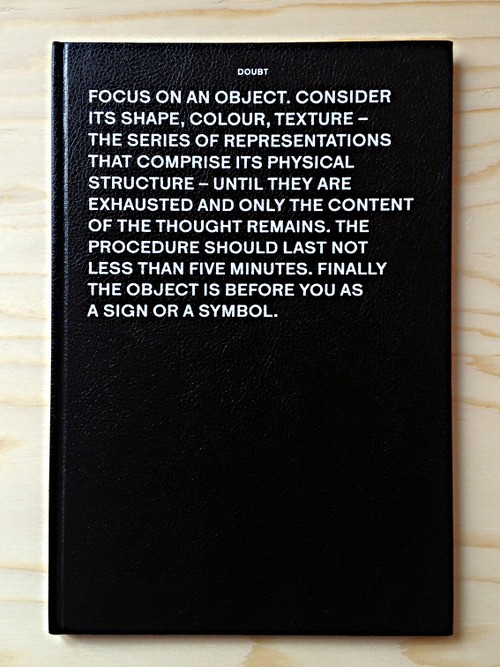 DOUBT
FOCUS ON AN OBJECT. CONSIDER
ITS SHAPE, COLOUR, TEXTURE –
THE SERIES OF REPRESENTATIONS
THAT COMPRISE ITS PHYSICAL
STRUCTURE – UNTIL THEY ARE
EXHAUSTED AND ONLY THE CONTENT
OF THE THOUGHT REMAINS. THE
PROCEDURE SHOULD LAST NOT
LESS THAN FIVE MINUTES. FINALLY
THE OBJECT IS BEFORE YOU AS
A SIGN OR A SYMBOL.